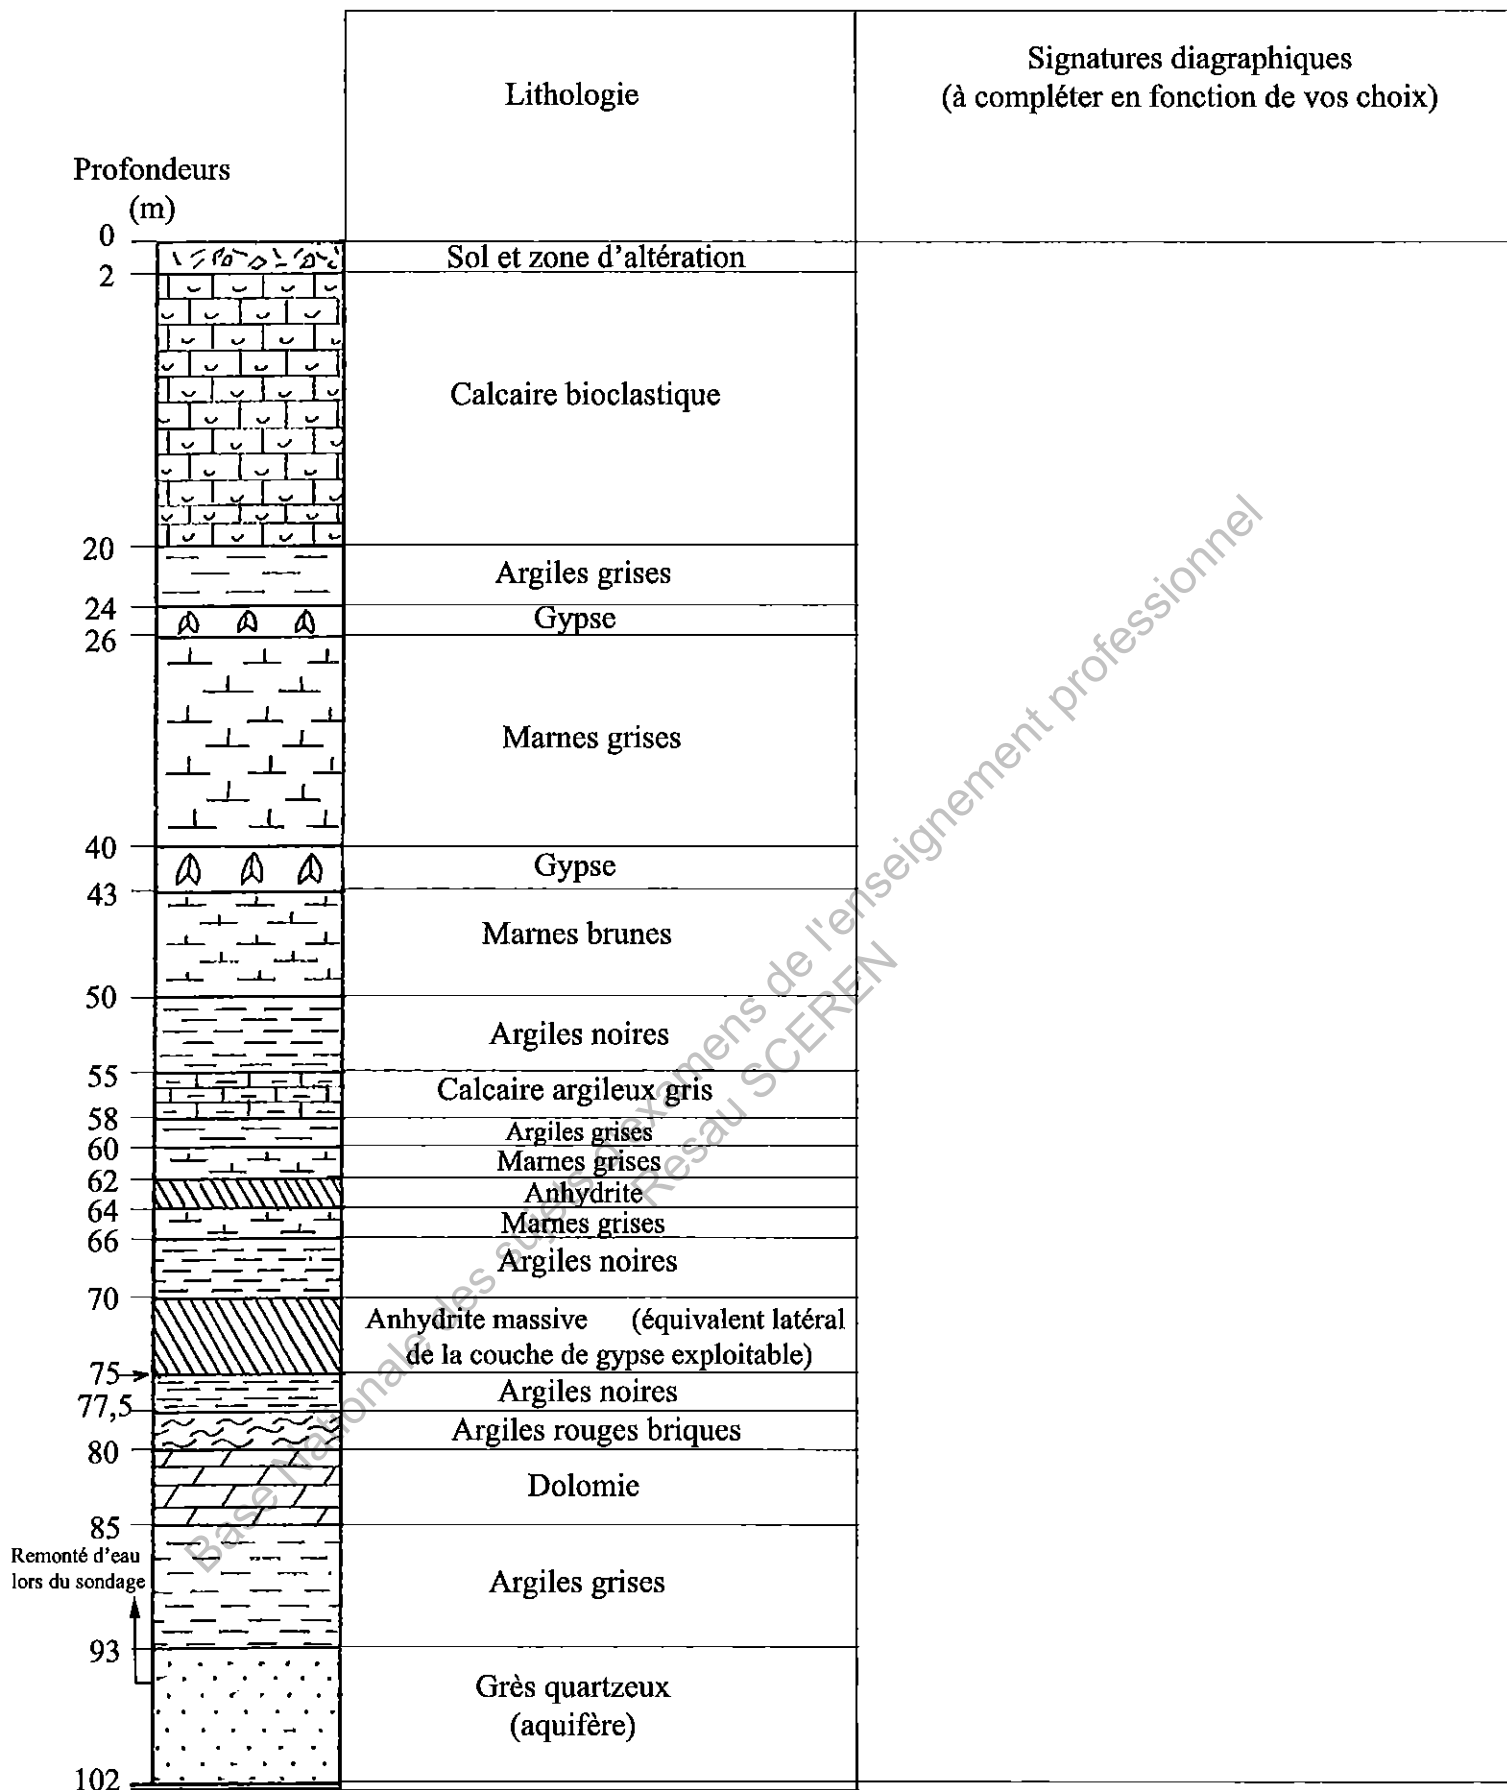 Lithologie
Signatures diagraphiques
(à compléter en fonction de vos choix)
Profondeurs
(m)
0
Sol et zone d'altération
2
Calcaire bioclastique
20
Argiles grises
24
Gypse
26
Marnes grises
40
Gypse
43
Marnes brunes
50
Argiles noires
55
Calcaire argileux gris
58
Argiles grises
60
Marnes grises
62
Anhydrite
64
Marnes grises
66
Argiles noires
70
Anhydrite massive (équivalent latéral
de la couche de gypse exploitable)
75
Argiles noires
77,5
Argiles rouges briques
80
Dolomie
85
Remonté d'eau
lors du sondage
Argiles grises
93
Grès quartzeux
(aquifère)
102
Base Nationale des sujets d'examens de l'enseignement professionnel
Réseau SCEREN